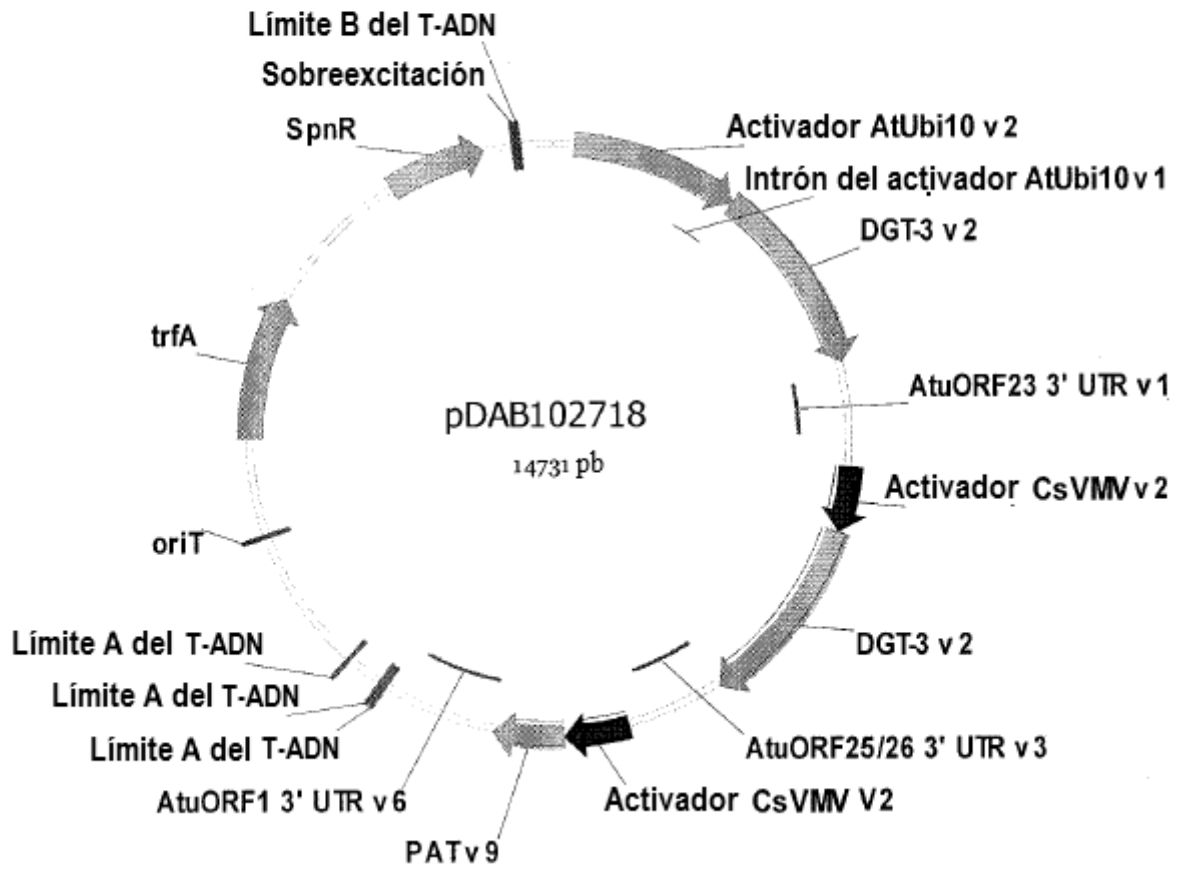 Límite B del T-ADN
Sobreexcitación
SpnR
Activador AtUbi10 v 2
Intrón del activador AtUbi10 v 1
DGT-3 v 2
trfA
AtuORF23 3' UTR v 1
pDAB102718
14731 pb
Activador CsVMV v 2
oriT
Límite A del T-ADN
DGT-3 v 2
Límite A del T-ADN
Límite A del T-ADN
AtuORF25/26 3' UTR v 3
AtuORF1 3' UTR v 6
Activador CsVMV V2
PAT v 9